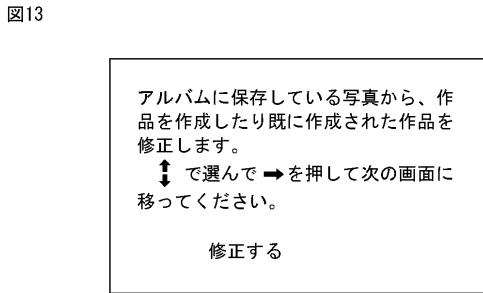 図13
アルバムに保存している写真から、作
品を作成したり既に作成された作品を
修正します。
⬍ で選んで ➡を押して次の画面に
移ってください。
修正する